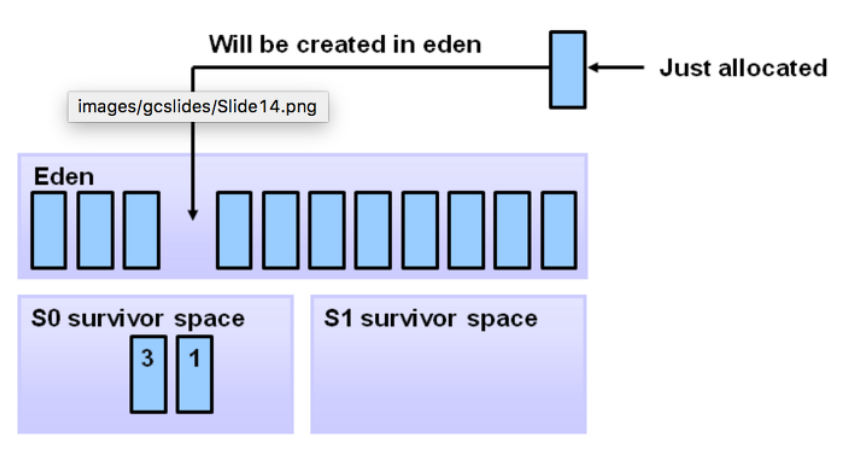 Will be created in eden
Just allocated
images/gcslides/Slide14.png
Eden
S0 survivor space
S1 survivor space
3 1